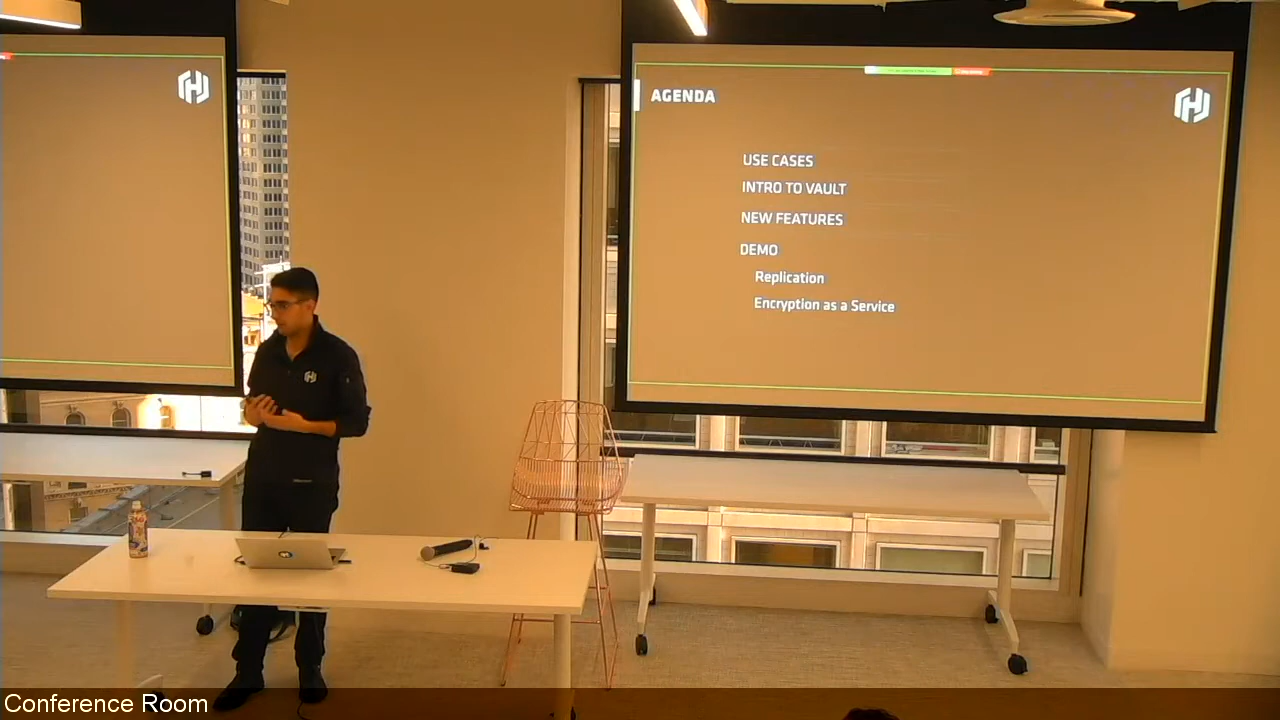 AGENDA
USE CASES
INTRO TO VAULT
NEW FEATURES
DEMO
Replication
Encryption as a Service
Conference Room